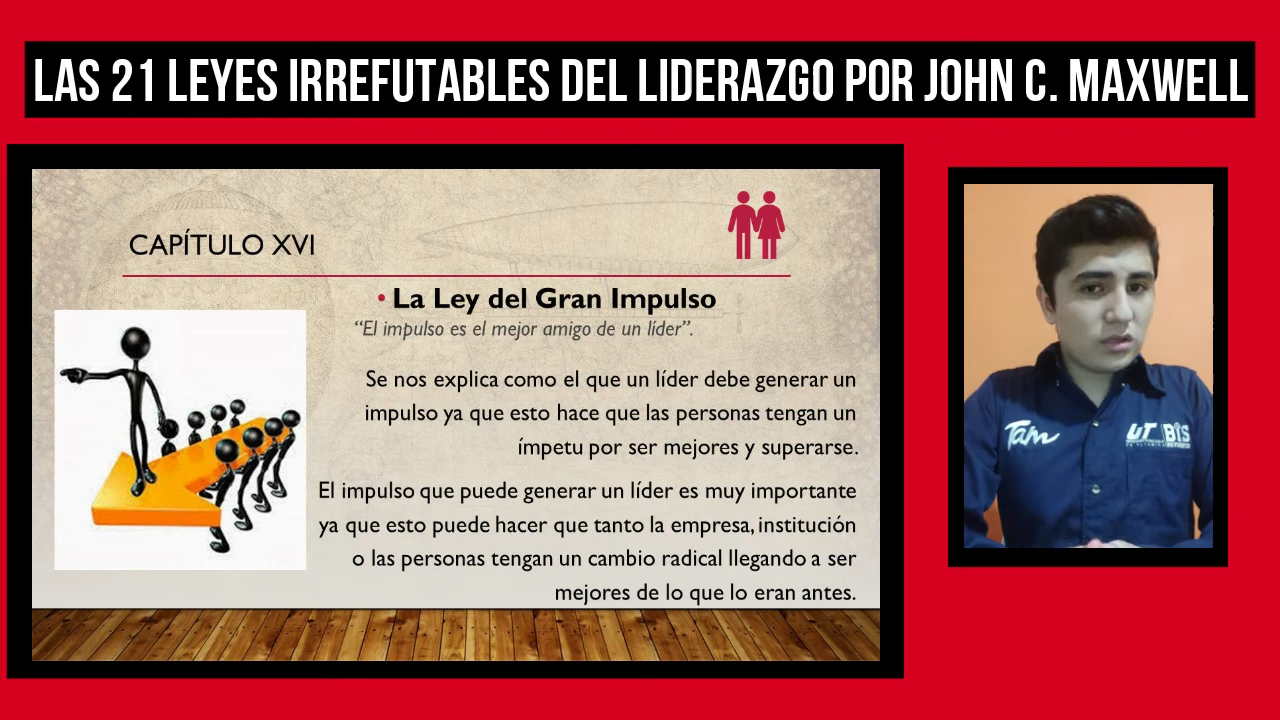 LAS 21 LEYES IRREFUTABLES DEL LIDERAZGO POR JOHN C. MAXWELL
CAPÍTULO XVI
• La Ley del Gran Impulso
“El impulso es el mejor amigo de un líder”.
Se nos explica como el que un líder debe generar un
impulso ya que esto hace que las personas tengan un
ímpetu por ser mejores y superarse.
El impulso que puede generar un líder es muy importante
ya que esto puede hacer que tanto la empresa, institución
o las personas tengan un cambio radical llegando a ser
mejores de lo que lo eran antes.
Tam
UT BIS